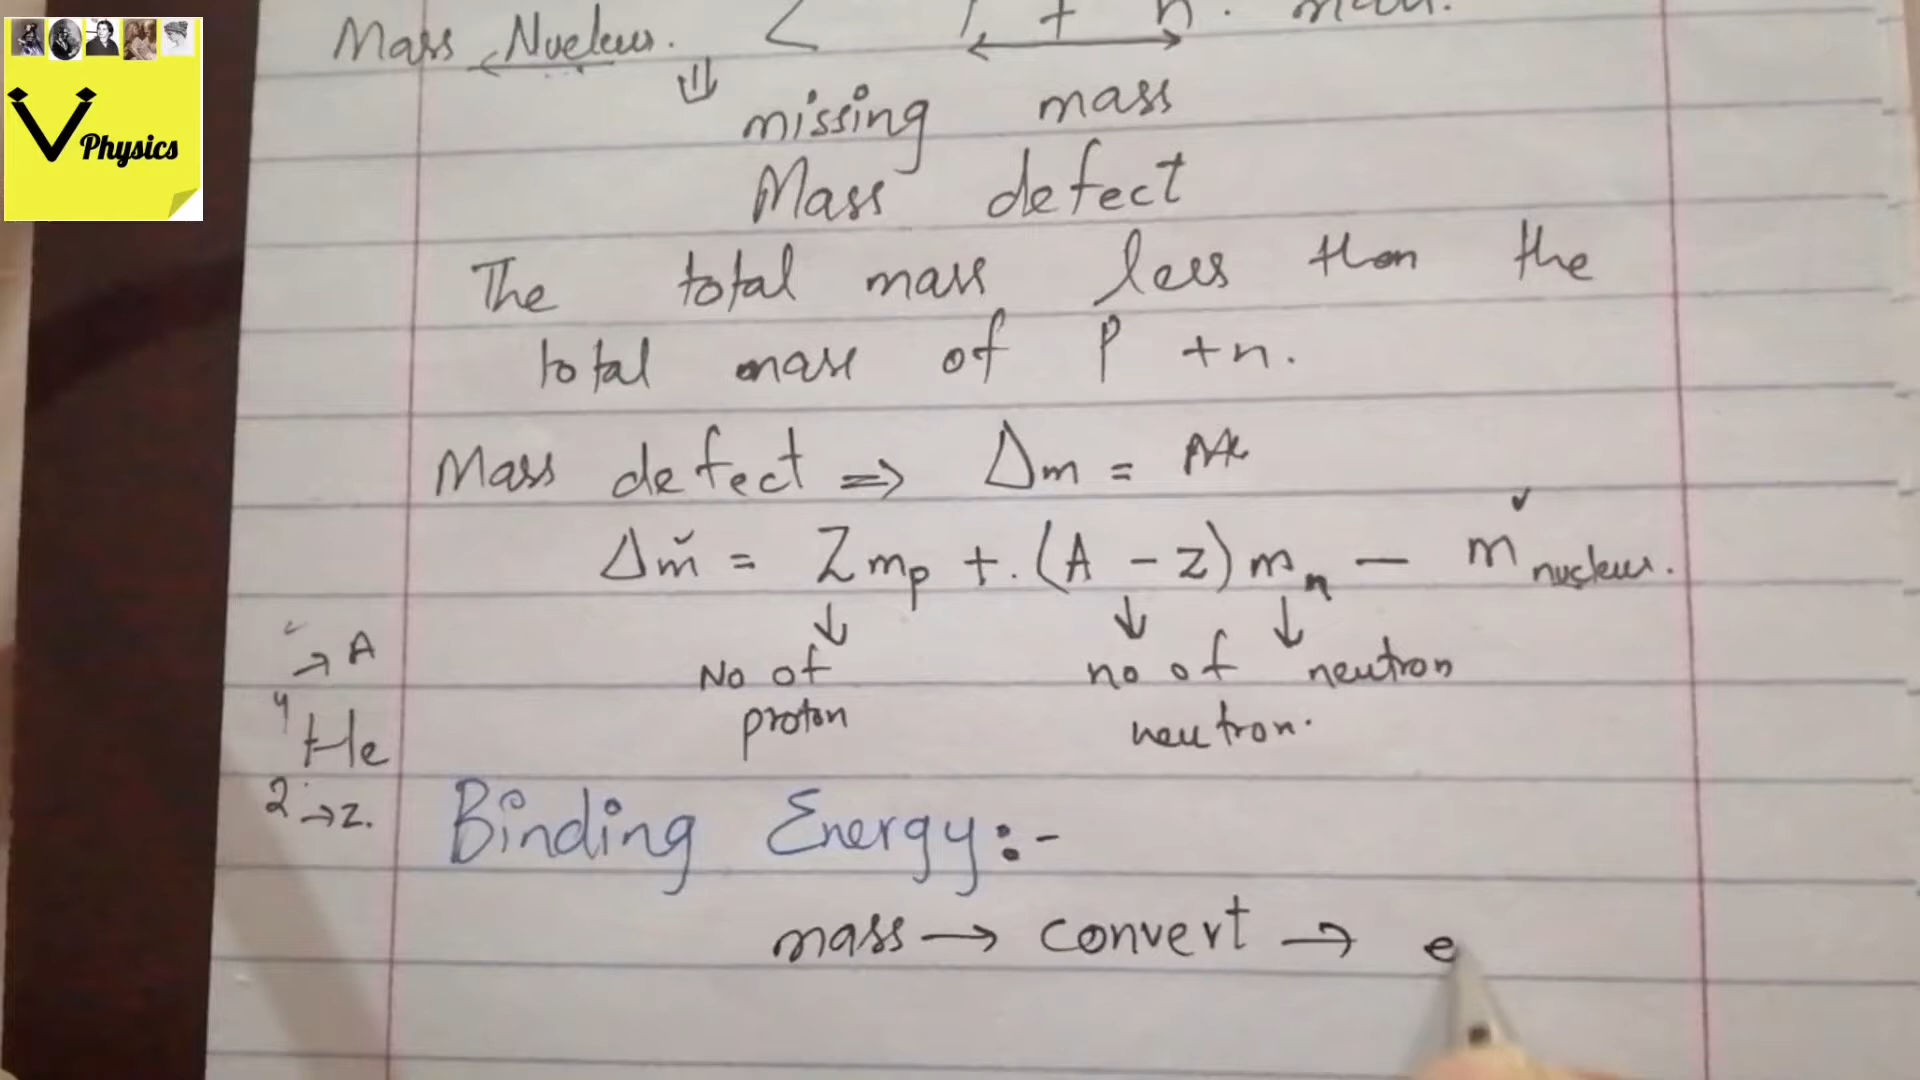 V Physics
Mass Nucleus. < + n.
missing mass
Mass defect
The total mass less than the
total mass of P + n.
Mass defect => Δm =
Δm = Zmp + (A - Z) mn - m nucleus.
→ A
4
He
2 → Z.
No of proton
no of neutron.
neutron
Binding Energy :-
mass → convert → e